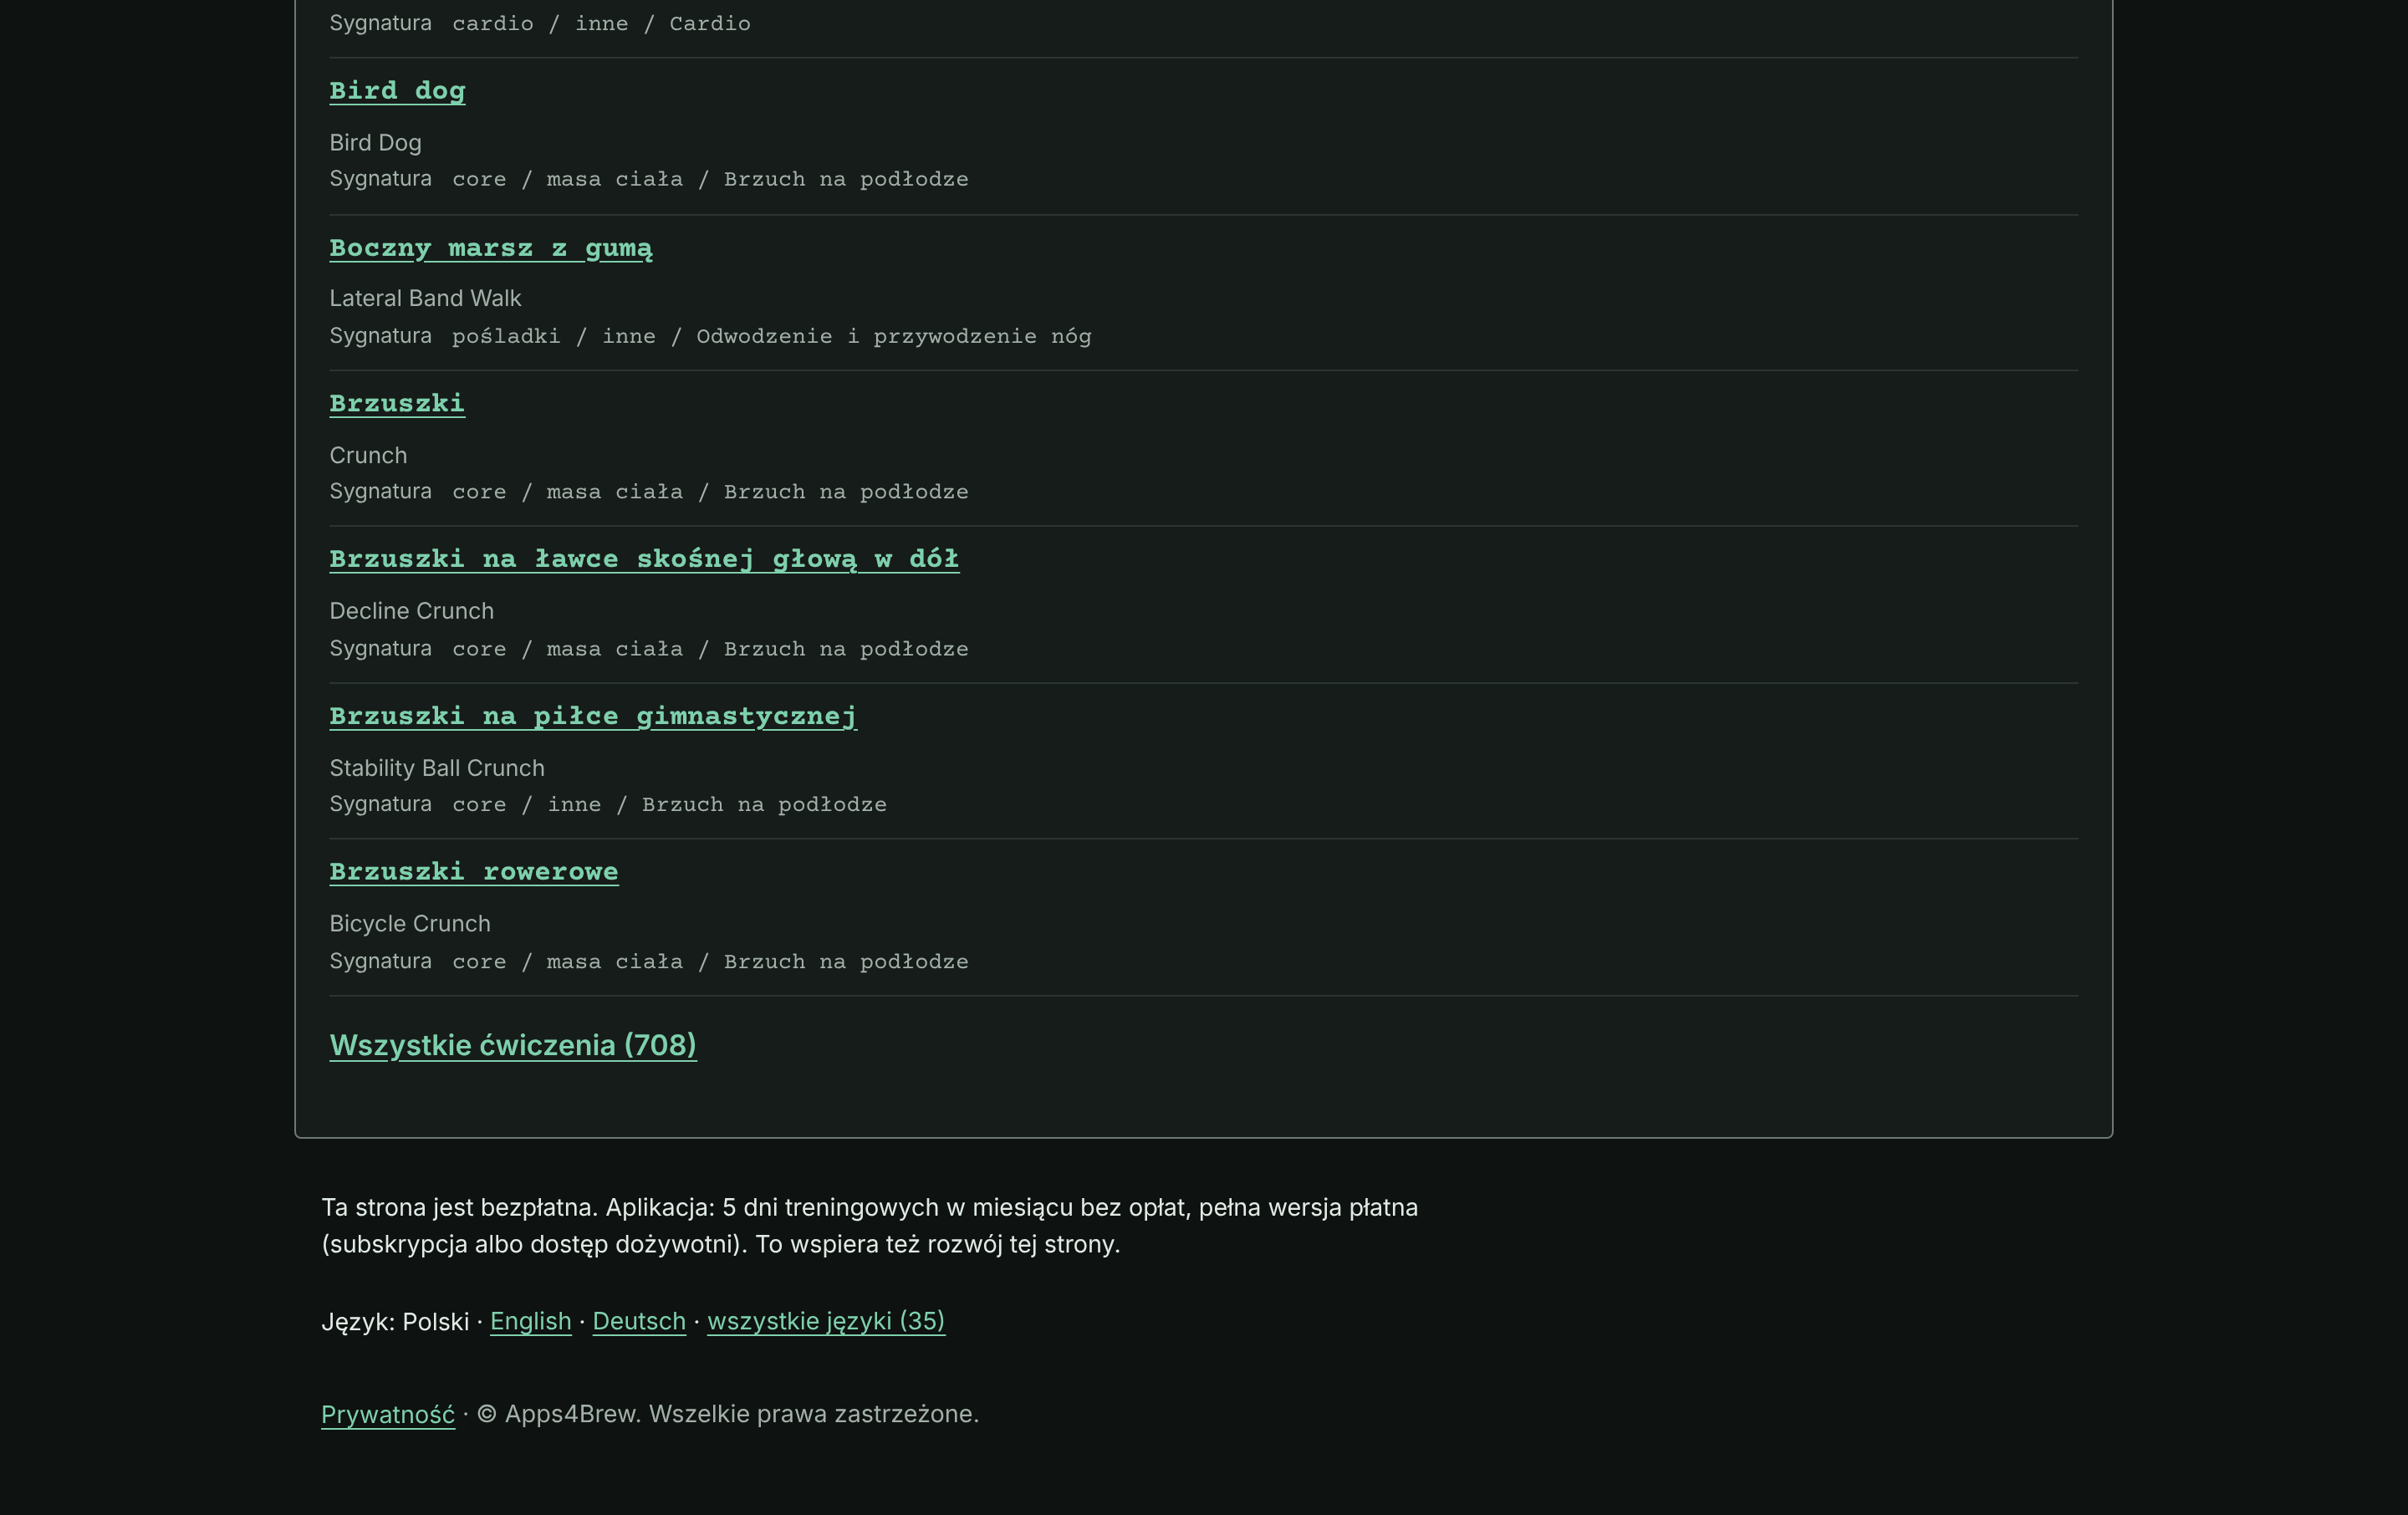 Sygnatura cardio / inne / Cardio
Bird dog
Bird Dog
Sygnatura core / masa ciała / Brzuch na podłodze
Boczny marsz z gumą
Lateral Band Walk
Sygnatura pośladki / inne / Odwodzenie i przywodzenie nóg
Brzuszki
Crunch
Sygnatura core / masa ciała / Brzuch na podłodze
Brzuszki na ławce skośnej głową w dół
Decline Crunch
Sygnatura core / masa ciała / Brzuch na podłodze
Brzuszki na piłce gimnastycznej
Stability Ball Crunch
Sygnatura core / inne / Brzuch na podłodze
Brzuszki rowerowe
Bicycle Crunch
Sygnatura core / masa ciała / Brzuch na podłodze
Wszystkie ćwiczenia (708)
Ta strona jest bezpłatna. Aplikacja: 5 dni treningowych w miesiącu bez opłat, pełna wersja płatna
(subskrypcja albo dostęp dożywotni). To wspiera też rozwój tej strony.
Język: Polski · English · Deutsch · wszystkie języki (35)
Prywatność · © Apps4Brew. Wszelkie prawa zastrzeżone.